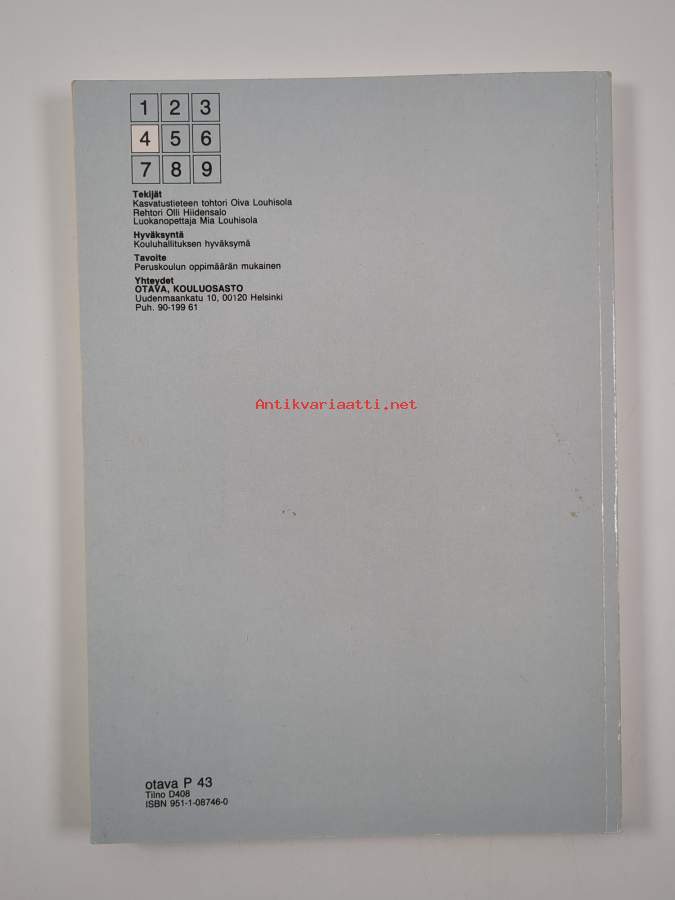 1 2 3
4 5 6
7 8 9
Tekijät
Kasvatustieteen tohtori Oiva Louhisola
Rehtori Olli Hiidensalo
Luokanopettaja Mia Louhisola
Hyväksyntä
Kouluhallituksen hyväksymä
Tavoite
Peruskoulun oppimäärän mukainen
Yhteydet
OTAVA, KOULUOSASTO
Uudenmaankatu 10, 00120 Helsinki
Puh. 90-199 61
Antikvariaatti.net
otava P 43
Tilno D408
ISBN 951-1-08746-0